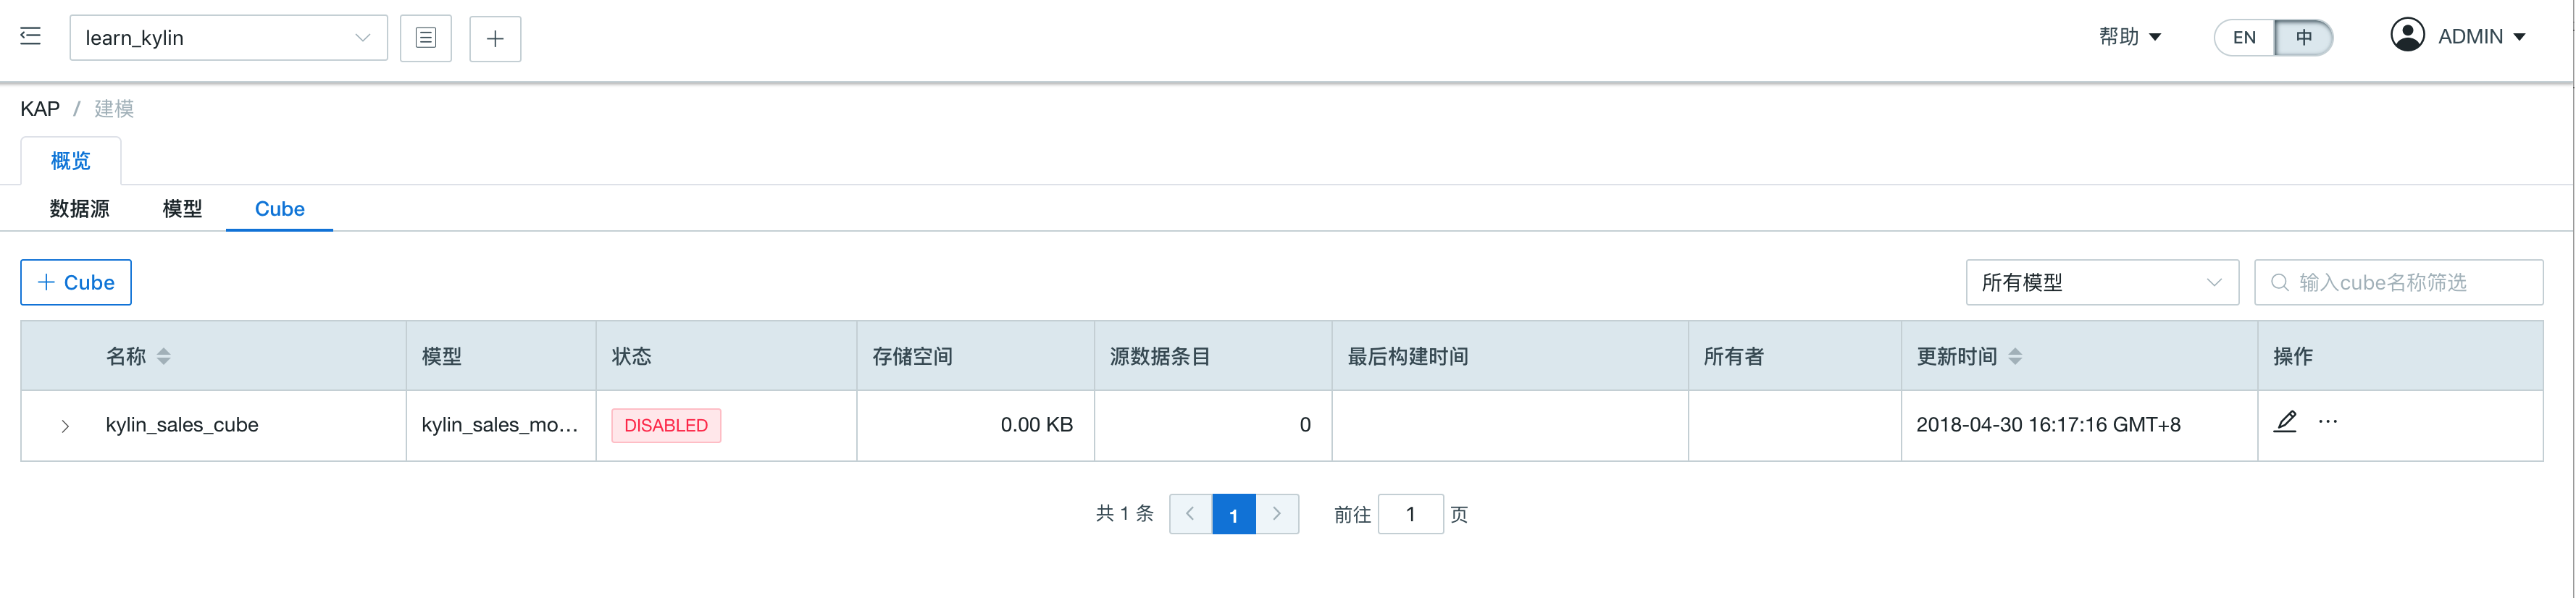 learn_kylin 帮助 EN 中 ADMIN
KAP / 建模
概览
数据源 模型 Cube
+ Cube 所有模型 输入cube名称筛选
名称 模型 状态 存储空间 源数据条目 最后构建时间 所有者 更新时间 操作
kylin_sales_cube kylin_sales_mo... DISABLED 0.00 KB 0 2018-04-30 16:17:16 GMT+8 ...
共 1 条 < 1 > 前往 1 页